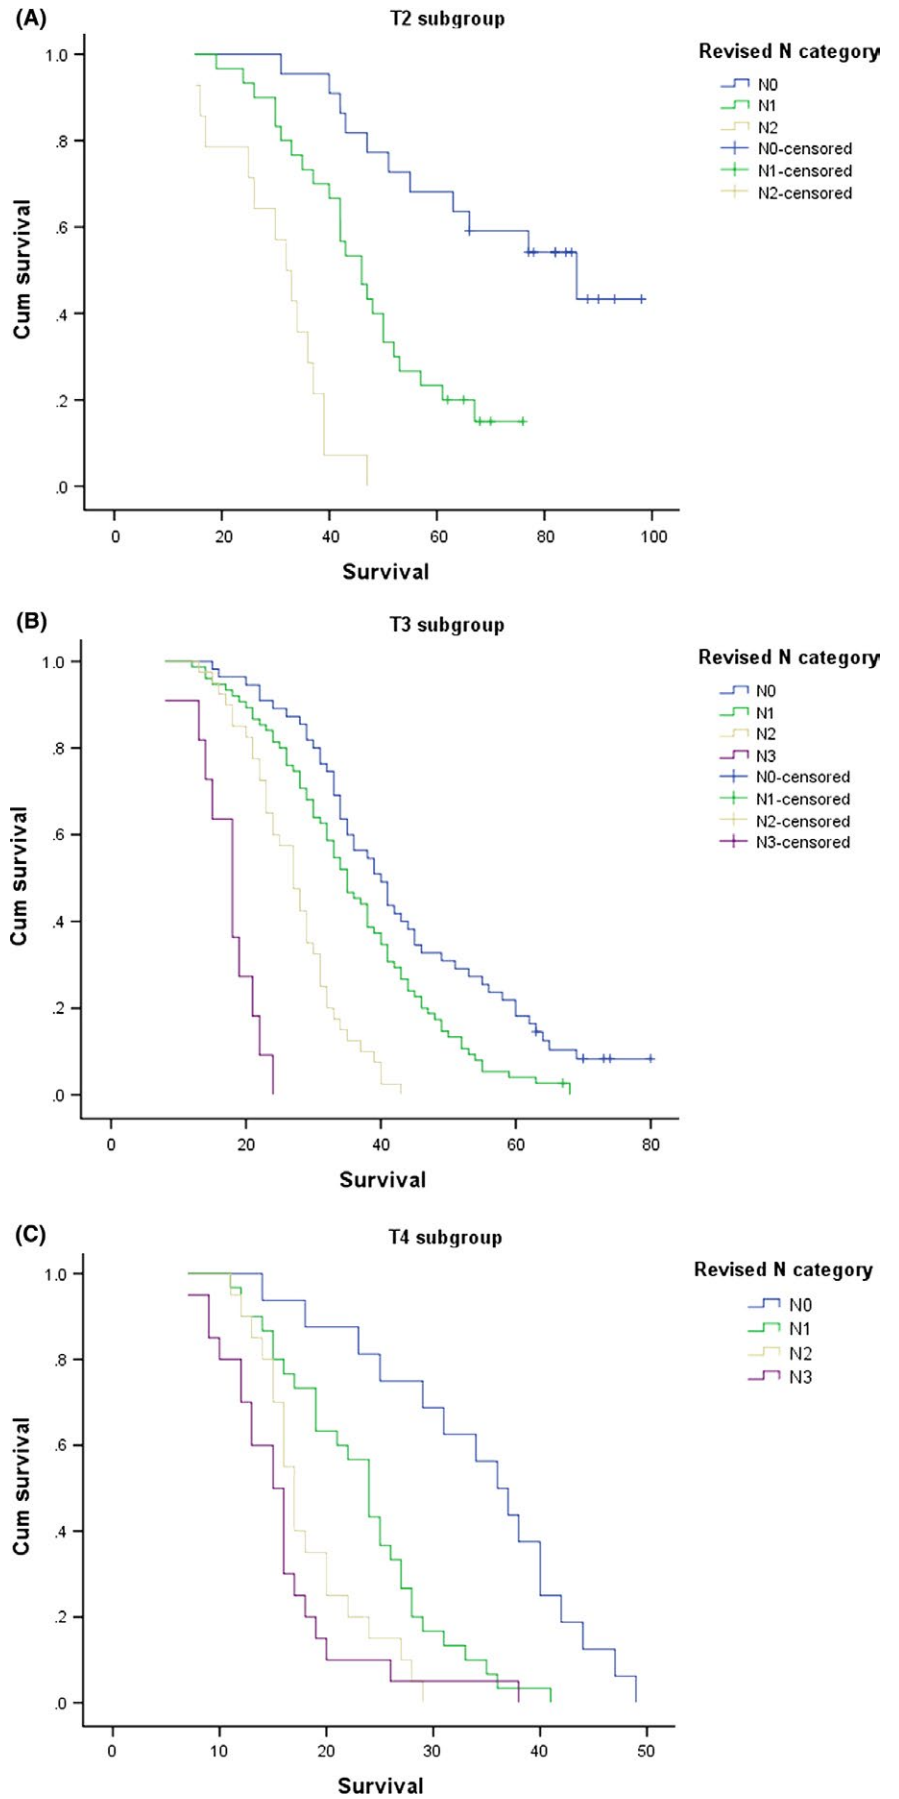 (A)
T2 subgroup
Revised N category
N0
N1
N2
N0-censored
N1-censored
N2-censored
Cum survival
1.0
.8
.6
.4
.2
.0
0 20 40 60 80 100
Survival
(B)
T3 subgroup
Revised N category
N0
N1
N2
N3
N0-censored
N1-censored
N2-censored
N3-censored
Cum survival
1.0
.8
.6
.4
.2
.0
0 20 40 60 80
Survival
(C)
T4 subgroup
Revised N category
N0
N1
N2
N3
Cum survival
1.0
.8
.6
.4
.2
.0
0 10 20 30 40 50
Survival